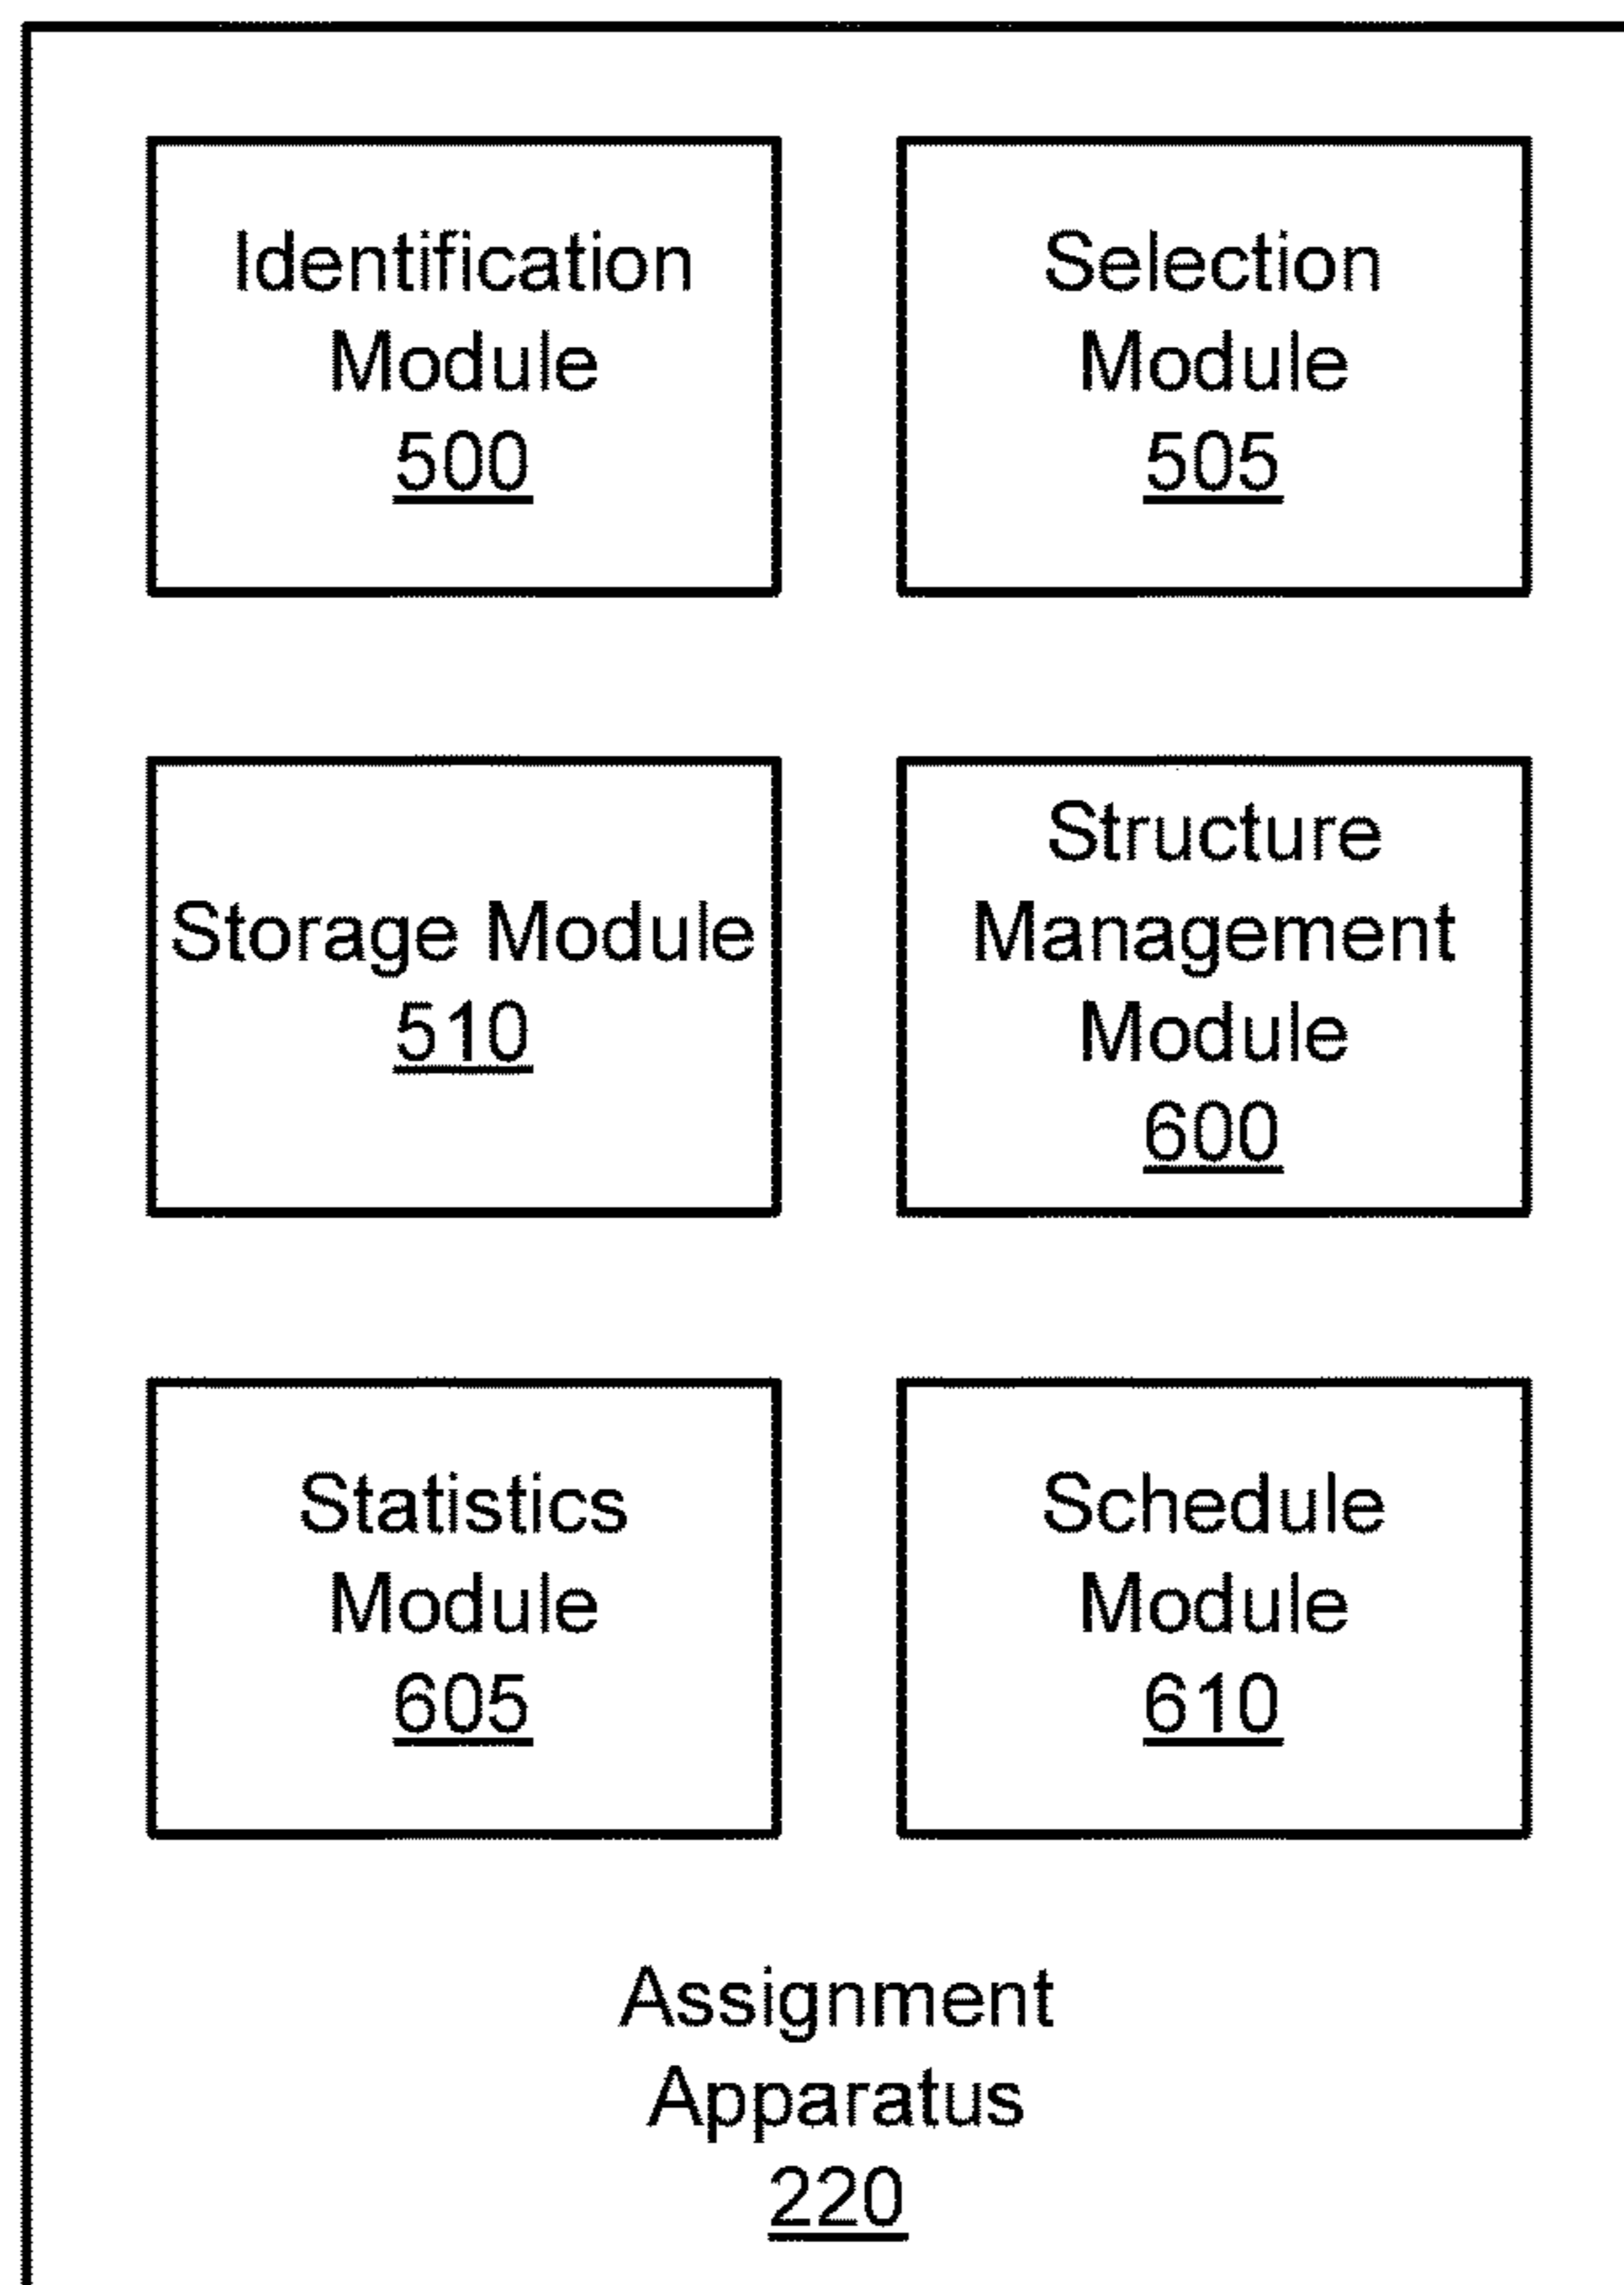 Identification
Module
500
Selection
Module
505
Storage Module
510
Structure
Management
Module
600
Statistics
Module
605
Schedule
Module
610
Assignment
Apparatus
220